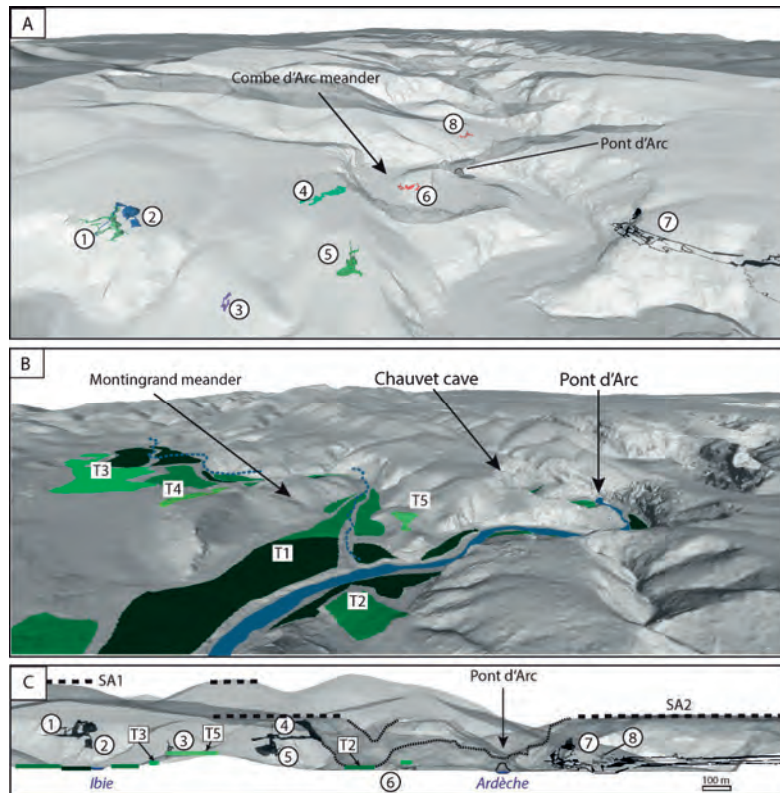 A
Combe d'Arc meander
8
Pont d'Arc
4
6
2
1
7
5
3
B
Montingrand meander
Chauvet cave
Pont d'Arc
T3
T4
T5
T1
T2
C
SA1
Pont d'Arc
SA2
1
4
T3
3
T5
2
5
T2
7
8
Ibie
6
Ardèche
100 m